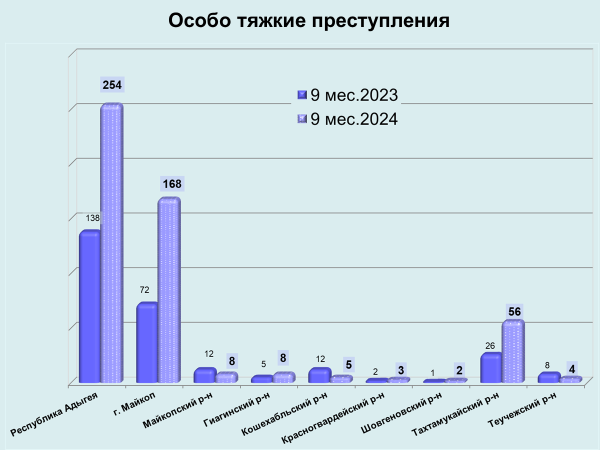 Особо тяжкие преступления
9 мес.2023
9 мес.2024
254
138
168
72
12
8
5
8
12
5
2
3
1
2
26
56
8
4
Республика Адыгея
г. Майкоп
Майкопский р-н
Гиагинский р-н
Кошехабльский р-н
Красногвардейский р-н
Шовгеновский р-н
Тахтамукайский р-н
Теучежский р-н